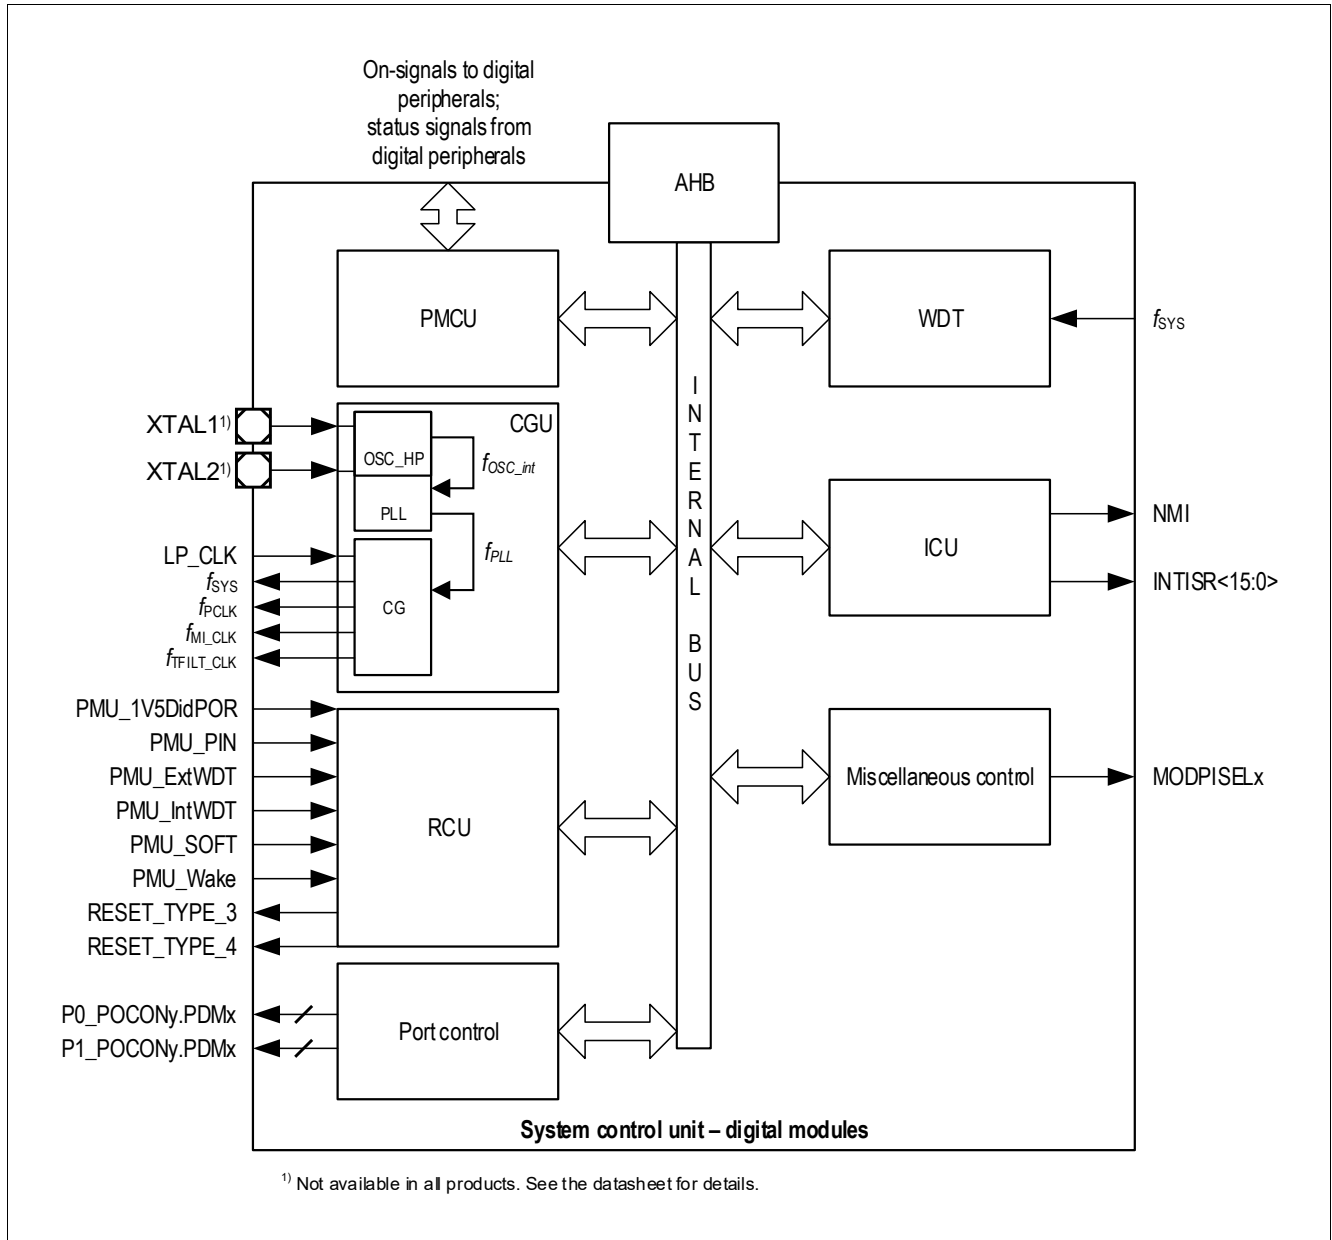 On-signals to digital
peripherals;
status signals from
digital peripherals
AHB
PMCU
WDT
fSYS
INTERNAL BUS
XTAL1¹⁾
XTAL2¹⁾
CGU
OSC_HP
fOSC_int
PLL
fPLL
LP_CLK
fSYS
fPCLK
fMI_CLK
fTFILT_CLK
CG
ICU
NMI
INTISR<15:0>
PMU_1V5DidPOR
PMU_PIN
PMU_ExtWDT
PMU_IntWDT
PMU_SOFT
PMU_Wake
RESET_TYPE_3
RESET_TYPE_4
RCU
Miscellaneous control
MODPISELx
P0_POCONy.PDMx
P1_POCONy.PDMx
Port control
System control unit – digital modules
¹⁾ Not available in all products. See the datasheet for details.